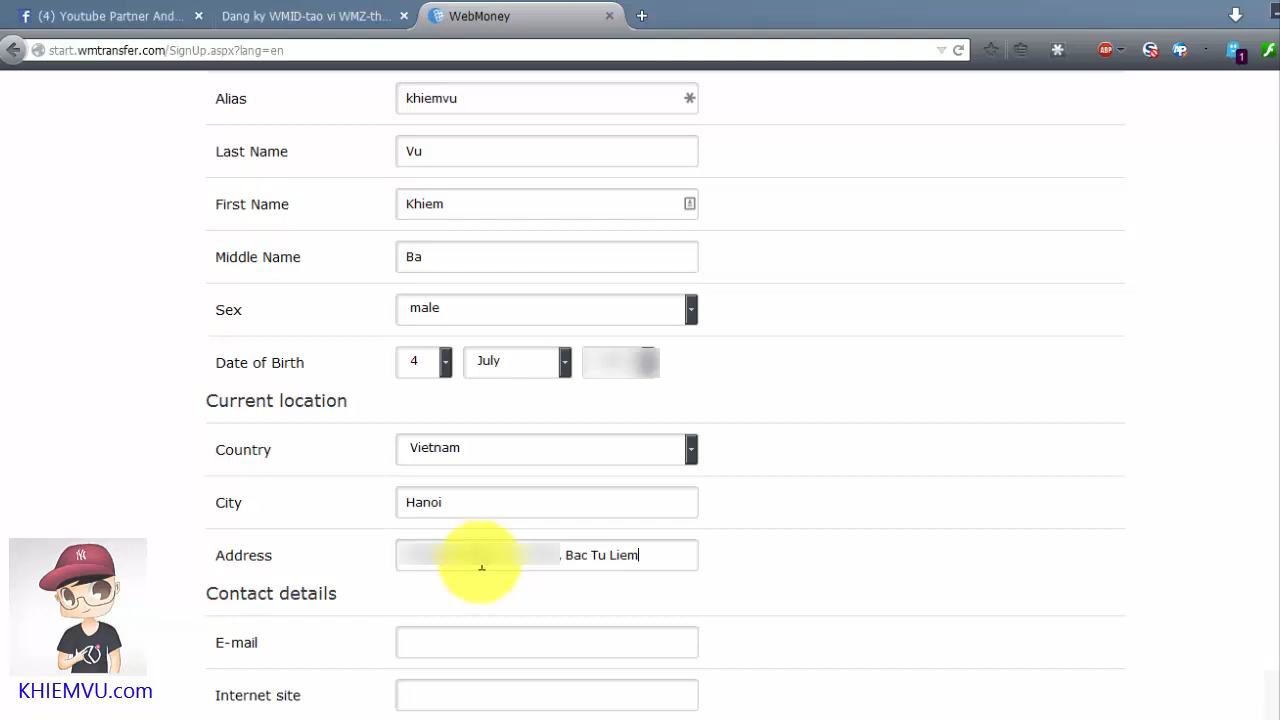 (4) Youtube Partner And...
Dang ky WMID-tao vi WMZ-th...
WebMoney
start.wmtransfer.com/SignUp.aspx?lang=en
ABP
1
Alias khiemvu
Last Name Vu
First Name Khiem
Middle Name Ba
Sex male
Date of Birth 4 July
Current location
Country Vietnam
City Hanoi
Address , Bac Tu Liem
Contact details
E-mail
Internet site
KHIEMVU.com